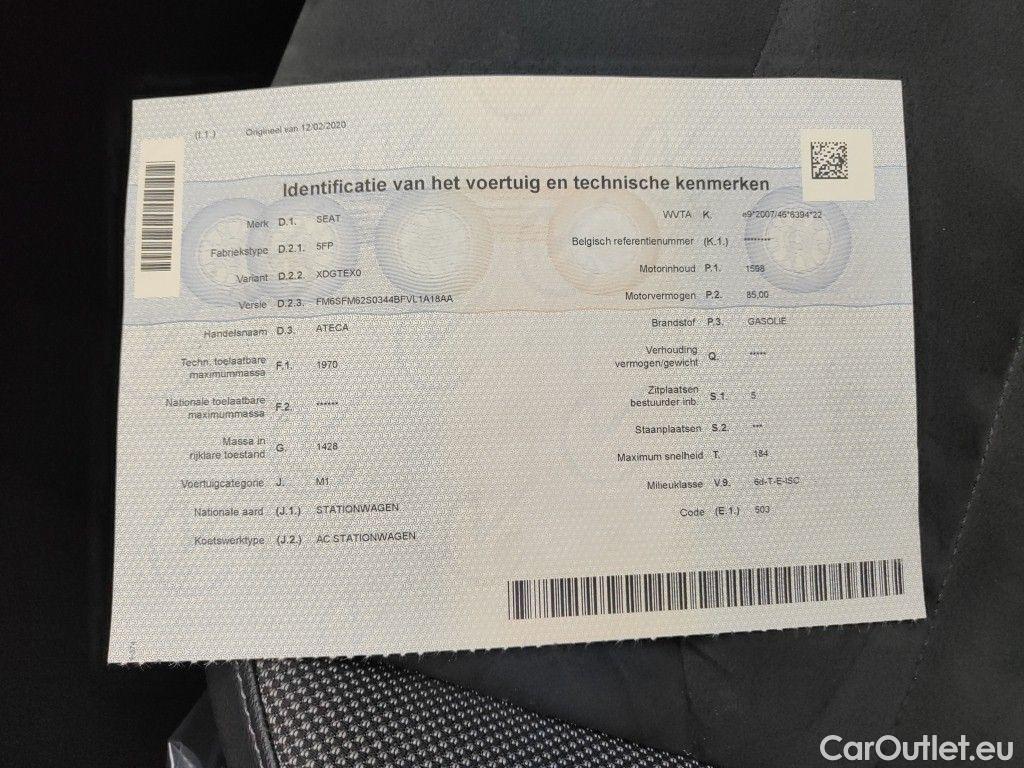 (I.1.) Origineel van 12/02/2020
Identificatie van het voertuig en technische kenmerken
Merk D.1. SEAT
Fabriekstype D.2.1. 5FP
Variant D.2.2. XDGTEX0
Versie D.2.3. FM6SFM62S0344BFVL1A18AA
Handelsnaam D.3. ATECA
Techn. toelaatbare
maximummassa F.1. 1970
Nationale toelaatbare
maximummassa F.2. ******
Massa in
rijklare toestand G. 1428
Voertuigcategorie J. M1
Nationale aard (J.1.) STATIONWAGEN
Koetswerktype (J.2.) AC STATIONWAGEN
WVTA K. e9*2007/46*6394*22
Belgisch referentienummer (K.1.) ********
Motorinhoud P.1. 1598
Motorvermogen P.2. 85,00
Brandstof P.3. GASOLIE
Verhouding
vermogen/gewicht Q. *****
Zitplaatsen
bestuurder inb. S.1. 5
Staanplaatsen S.2. ***
Maximum snelheid T. 184
Milieuklasse V.9. 6d-T-E-ISC
Code (E.1.) 503
CarOutlet.eu